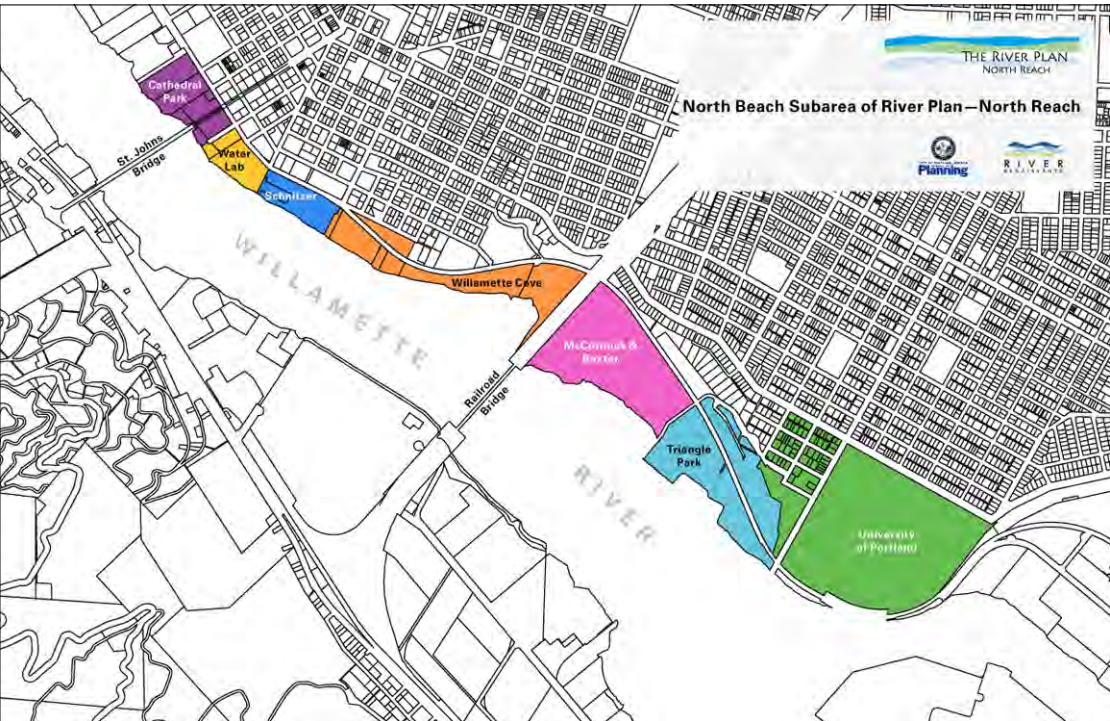 THE RIVER PLAN
NORTH REACH
North Beach Subarea of River Plan—North Reach
Planning
RIVER
Cathedral
Park
St. Johns
Bridge
Water
Lab
Schnitzer
WILLAMETTE
Willamette Cove
McCormick &
Baxter
Railroad
Bridge
Triangle
Park
RIVER
University
of Portland